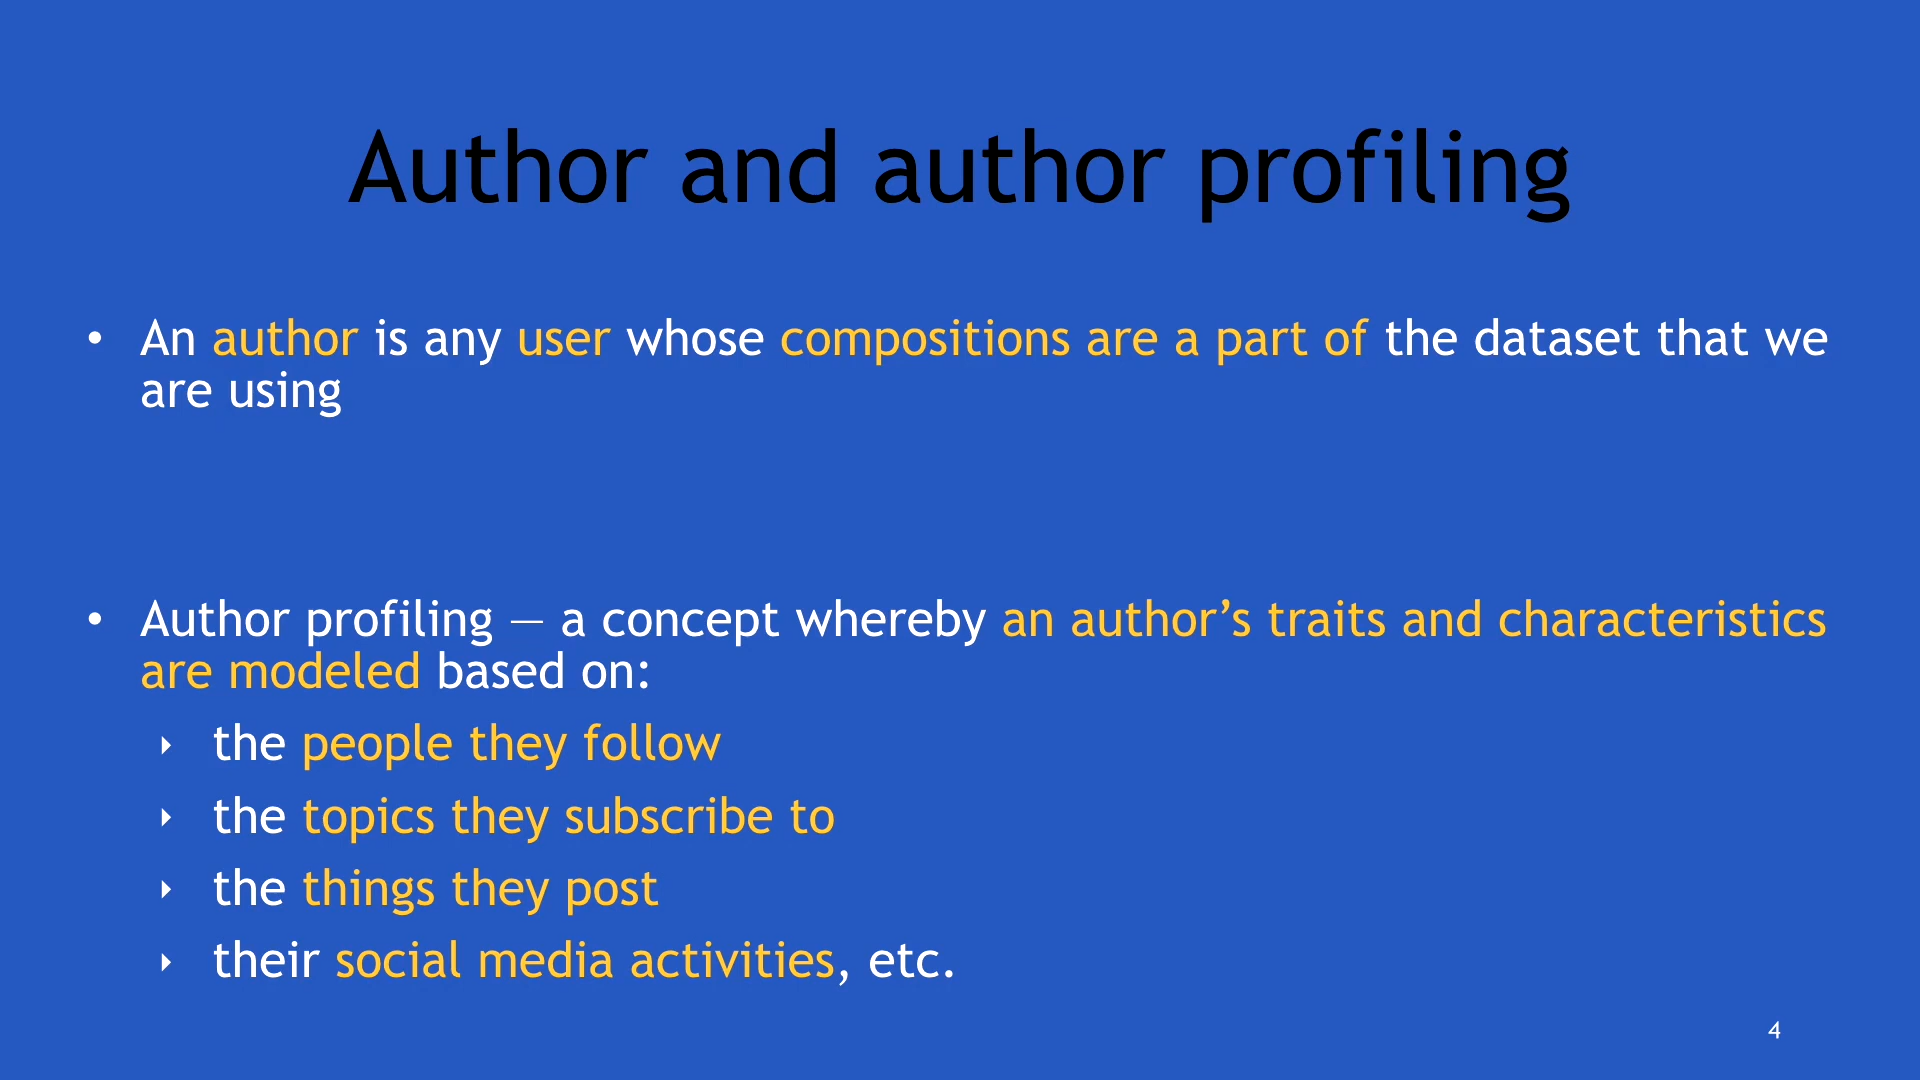 Author and author profiling
• An author is any user whose compositions are a part of the dataset that we
are using
• Author profiling — a concept whereby an author’s traits and characteristics
are modeled based on:
‣ the people they follow
‣ the topics they subscribe to
‣ the things they post
‣ their social media activities, etc.
4